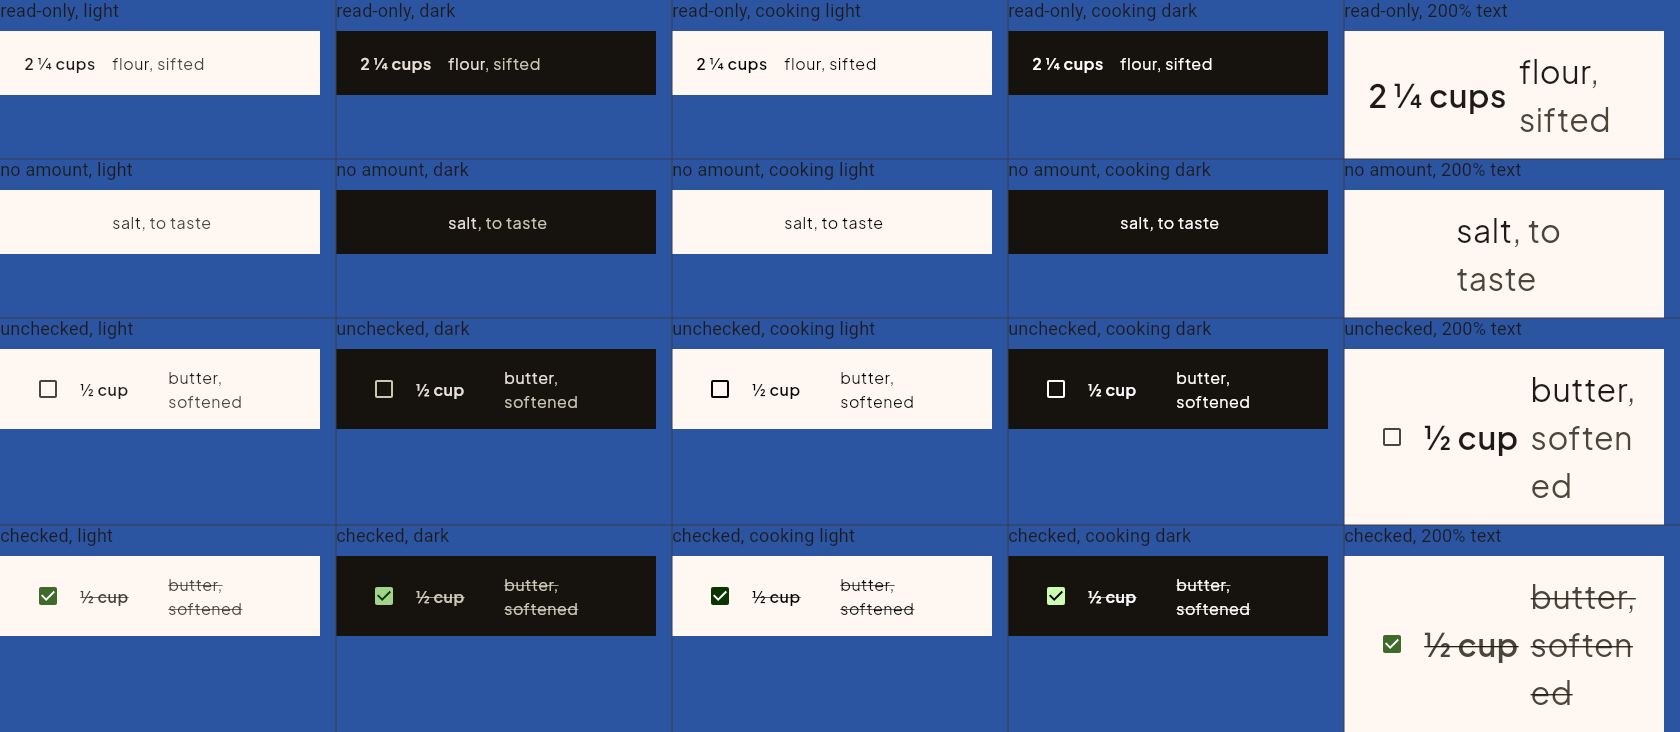 read-only, light
read-only, dark
read-only, cooking light
read-only, cooking dark
read-only, 200% text
2 ¼ cups flour, sifted
2 ¼ cups flour, sifted
2 ¼ cups flour, sifted
2 ¼ cups flour, sifted
2 ¼ cups
flour,
sifted
no amount, light
no amount, dark
no amount, cooking light
no amount, cooking dark
no amount, 200% text
salt, to taste
salt, to taste
salt, to taste
salt, to taste
salt, to
taste
unchecked, light
unchecked, dark
unchecked, cooking light
unchecked, cooking dark
unchecked, 200% text
½ cup
butter,
softened
½ cup
butter,
softened
½ cup
butter,
softened
½ cup
butter,
softened
½ cup
butter,
soften
ed
checked, light
checked, dark
checked, cooking light
checked, cooking dark
checked, 200% text
½ cup
butter,
softened
½ cup
butter,
softened
½ cup
butter,
softened
½ cup
butter,
softened
½ cup
butter,
soften
ed